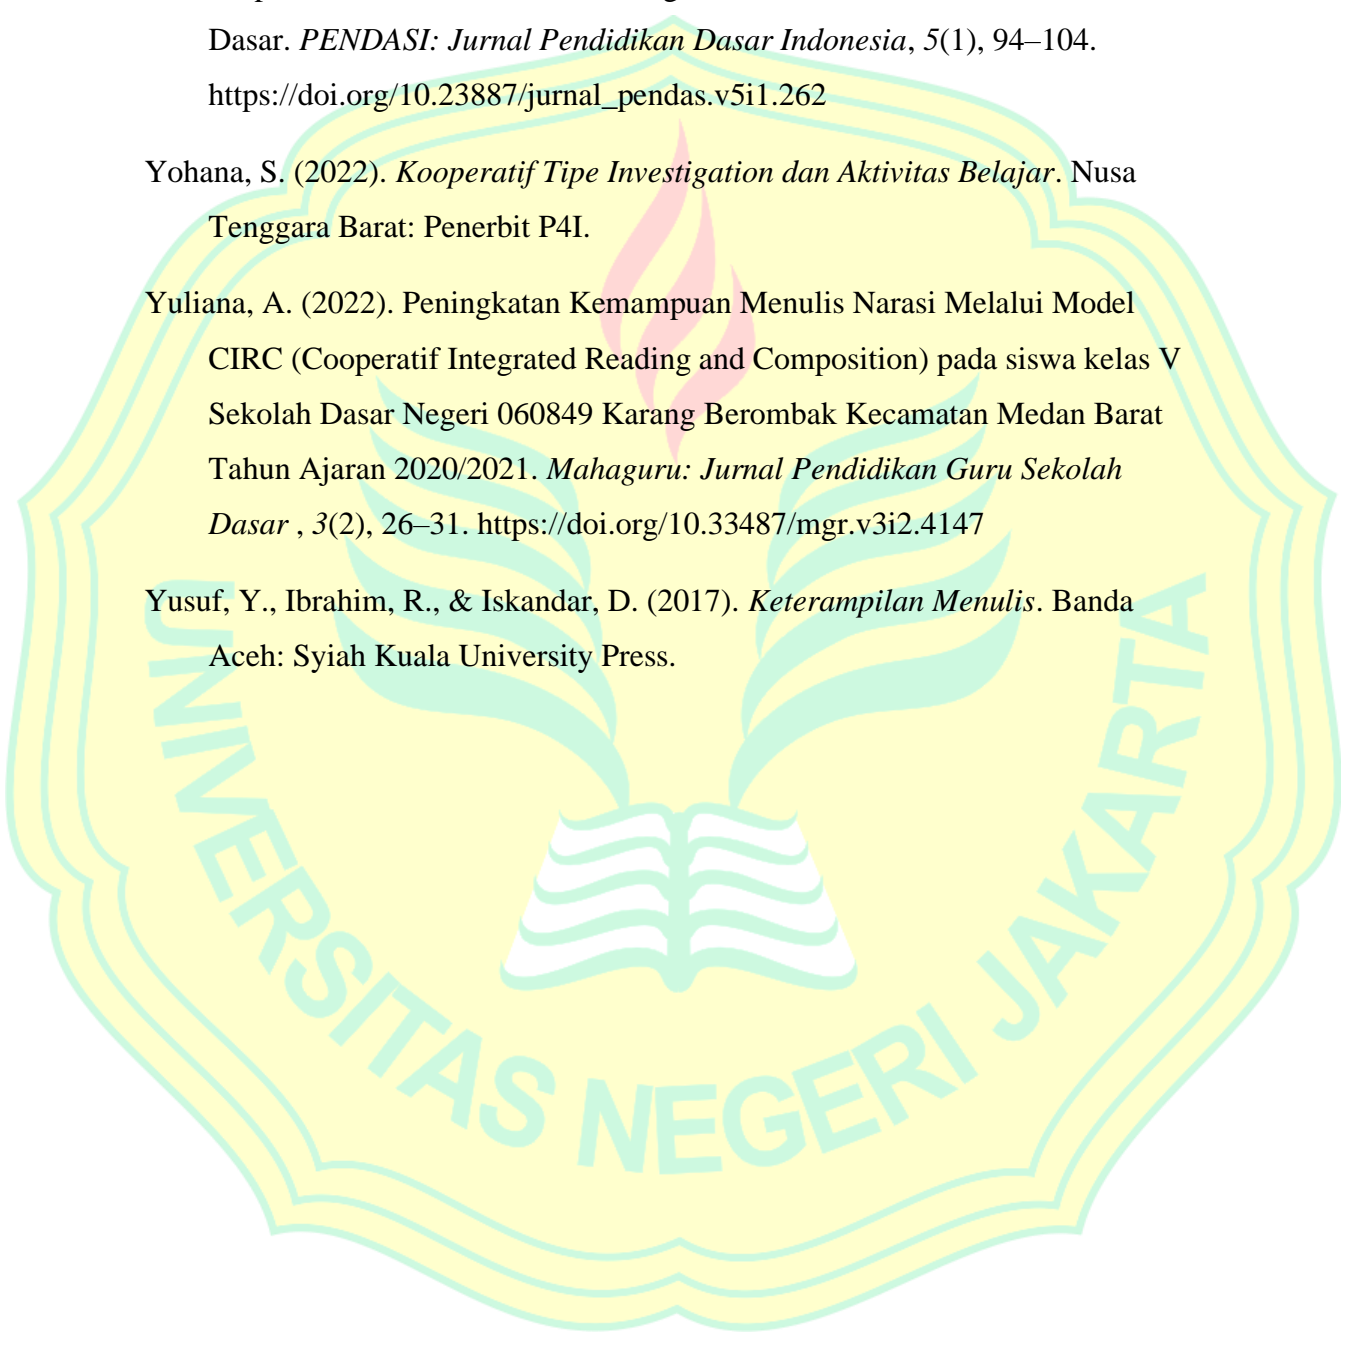 Dasar. PENDASI: Jurnal Pendidikan Dasar Indonesia, 5(1), 94–104.
https://doi.org/10.23887/jurnal_pendas.v5i1.262
Yohana, S. (2022). Kooperatif Tipe Investigation dan Aktivitas Belajar. Nusa
Tenggara Barat: Penerbit P4I.
Yuliana, A. (2022). Peningkatan Kemampuan Menulis Narasi Melalui Model
CIRC (Cooperatif Integrated Reading and Composition) pada siswa kelas V
Sekolah Dasar Negeri 060849 Karang Berombak Kecamatan Medan Barat
Tahun Ajaran 2020/2021. Mahaguru: Jurnal Pendidikan Guru Sekolah
Dasar , 3(2), 26–31. https://doi.org/10.33487/mgr.v3i2.4147
Yusuf, Y., Ibrahim, R., & Iskandar, D. (2017). Keterampilan Menulis. Banda
Aceh: Syiah Kuala University Press.
UNIVERSITAS NEGERI JAKARTA